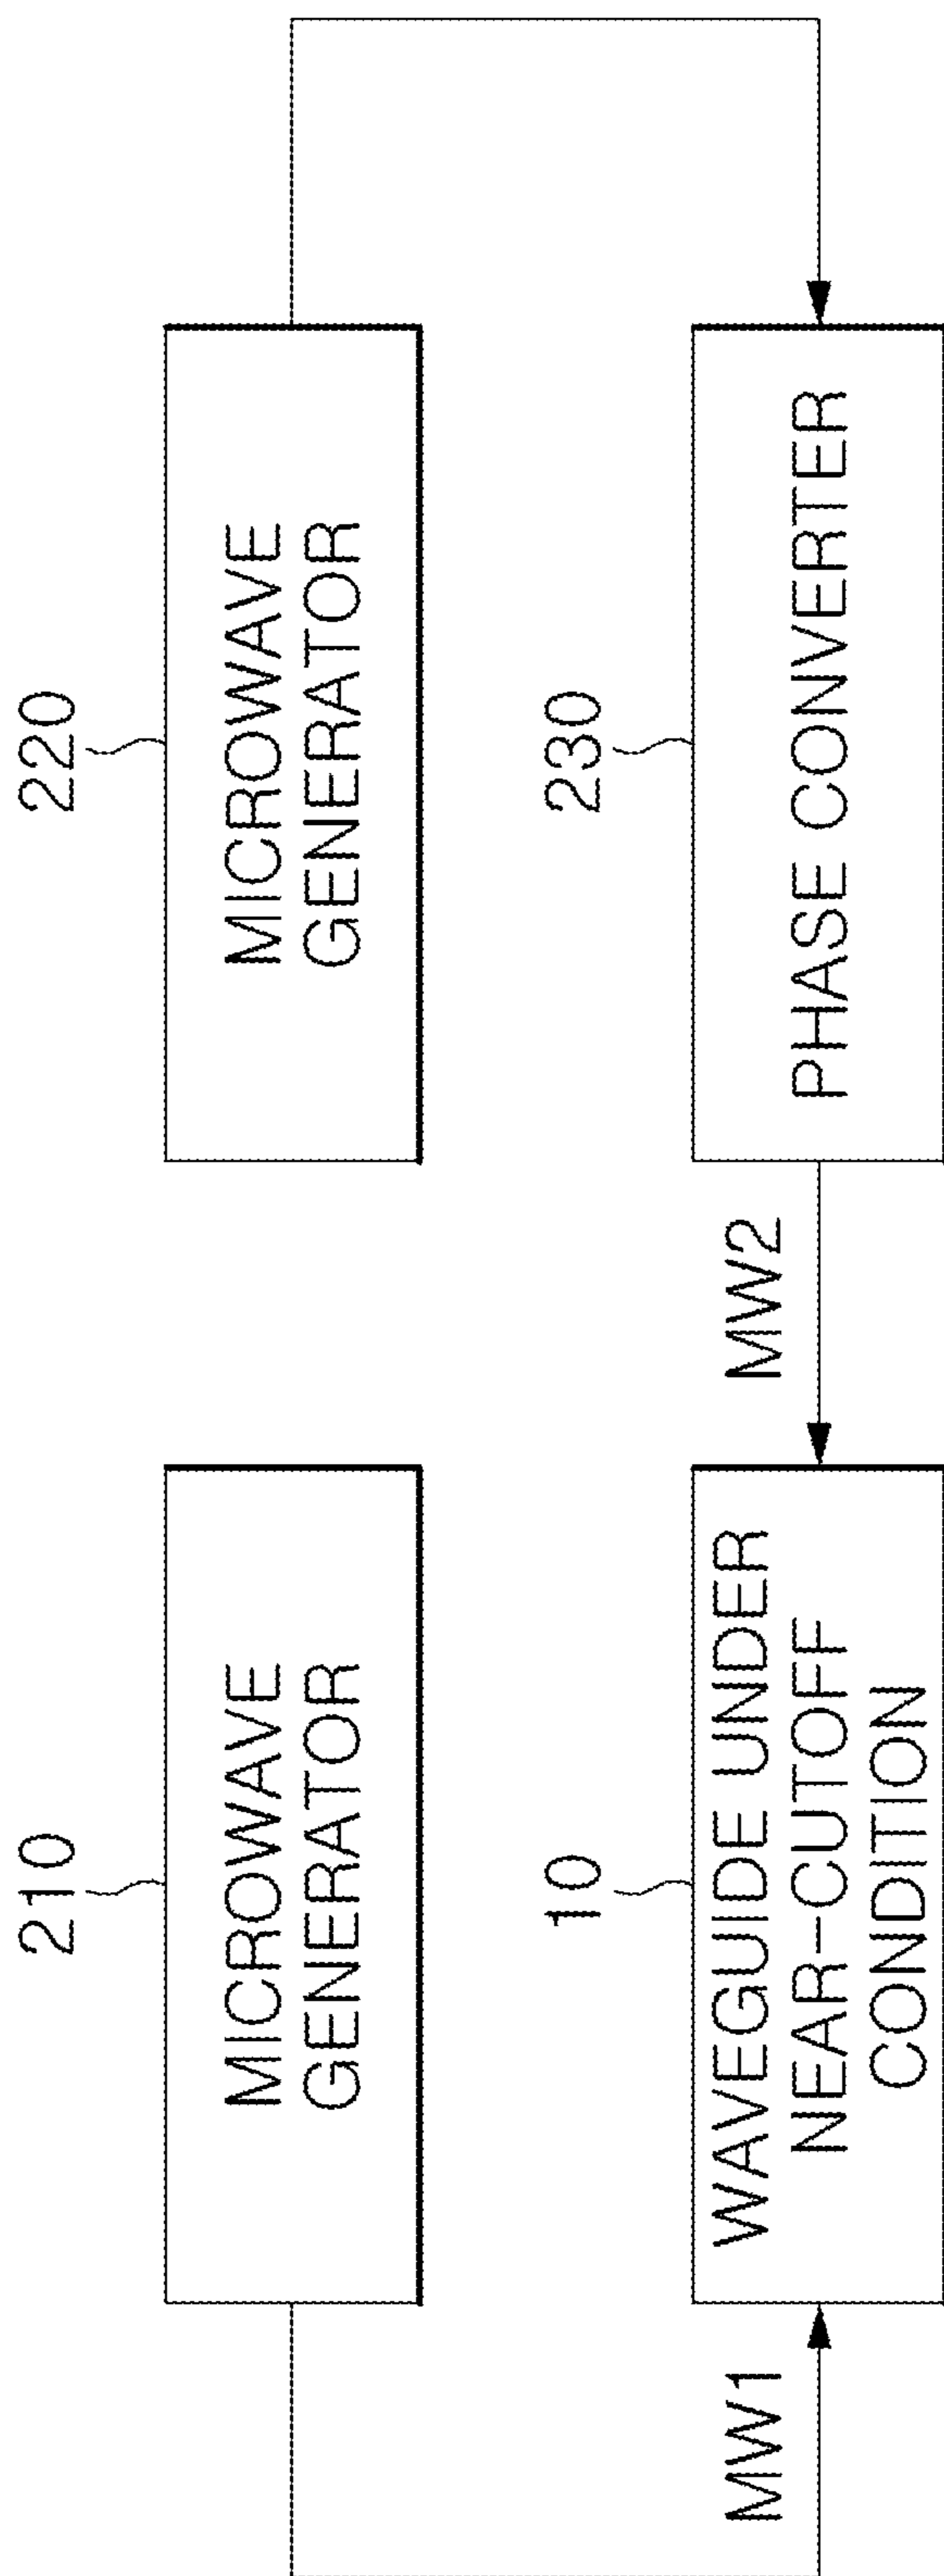 210
MICROWAVE
GENERATOR
220
MICROWAVE
GENERATOR
MW1
10
WAVEGUIDE UNDER
NEAR-CUTOFF
CONDITION
MW2
230
PHASE CONVERTER